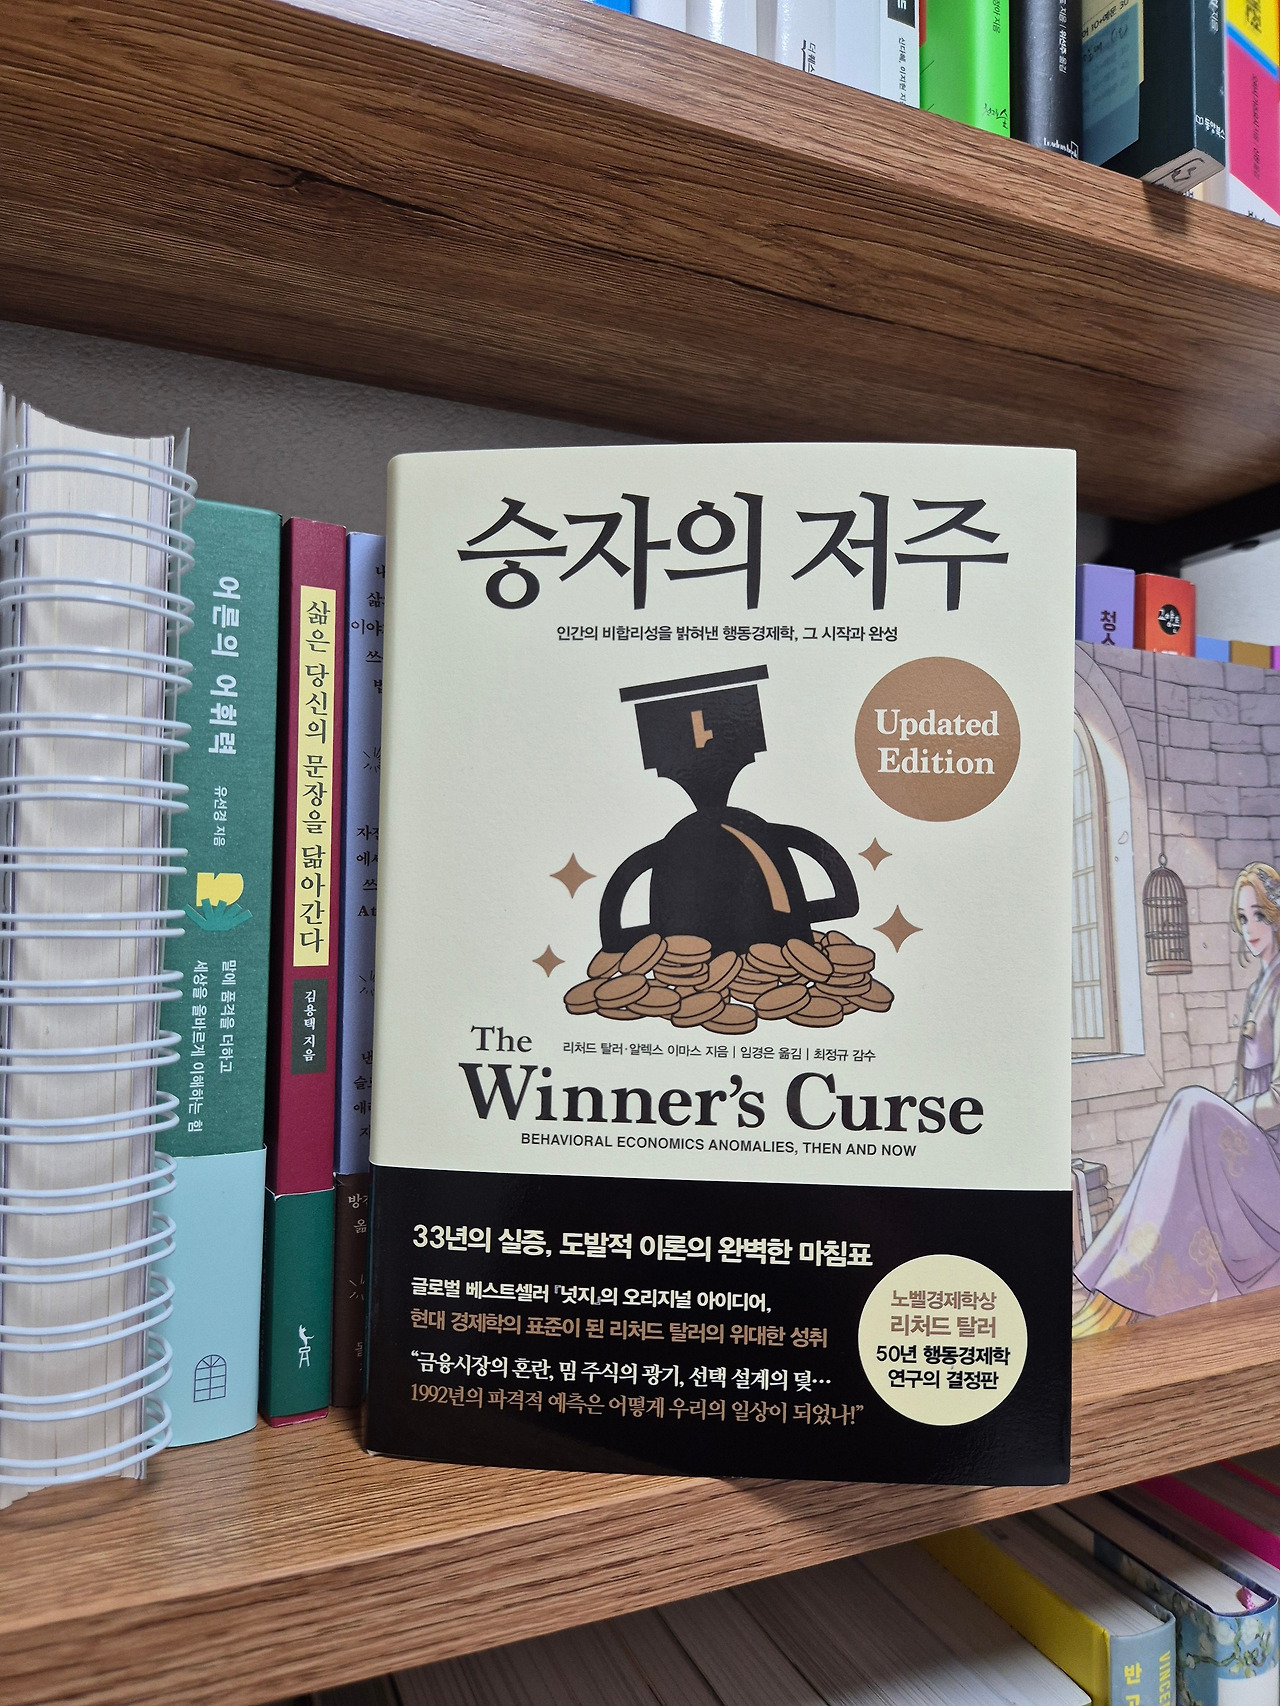 승자의 저주
인간의 비합리성을 밝혀낸 행동경제학, 그 시작과 완성
Updated
Edition
The
리처드 탈러·알렉스 이마스 지음 | 임경은 옮김 | 최정규 감수
Winner's Curse
BEHAVIORAL ECONOMICS ANOMALIES, THEN AND NOW
33년의 실증, 도발적 이론의 완벽한 마침표
글로벌 베스트셀러 『넛지』의 오리지널 아이디어,
현대 경제학의 표준이 된 리처드 탈러의 위대한 성취
“금융시장의 혼란, 밈 주식의 광기, 선택 설계의 덫…
1992년의 파격적 예측은 어떻게 우리의 일상이 되었나!”
노벨경제학상
리처드 탈러
50년 행동경제학
연구의 결정판
어른의 어휘력
유선경 지음
말에 품격을 더하고
세상을 올바르게 이해하는 힘
삶은 당신의 문장을 닮아간다
김용택 지음
청소